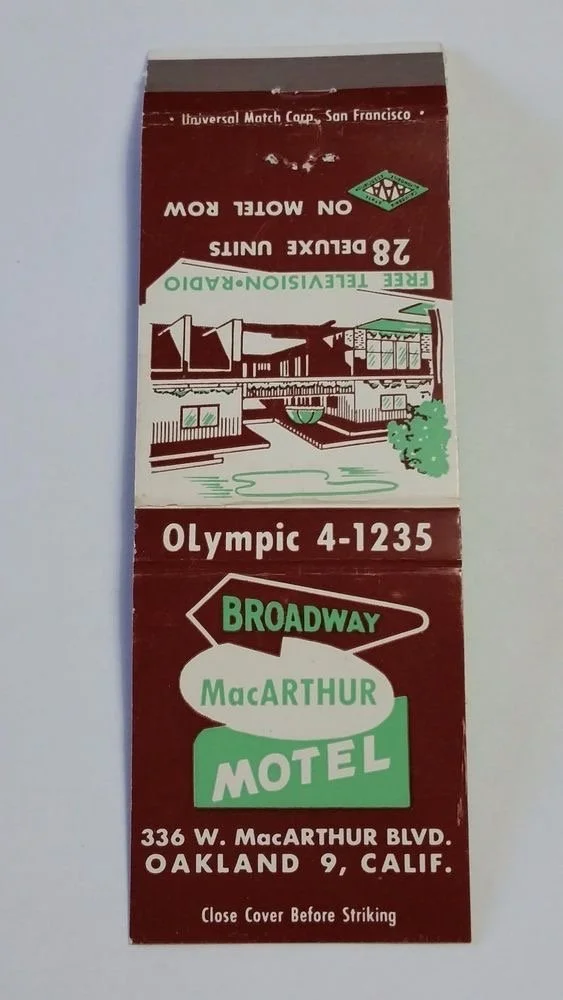 • Universal Match Corp., San Francisco •
ON MOTEL ROW
28 DELUXE UNITS
FREE TELEVISION•RADIO
OLympic 4-1235
BROADWAY
MacARTHUR
MOTEL
336 W. MacARTHUR BLVD.
OAKLAND 9, CALIF.
Close Cover Before Striking